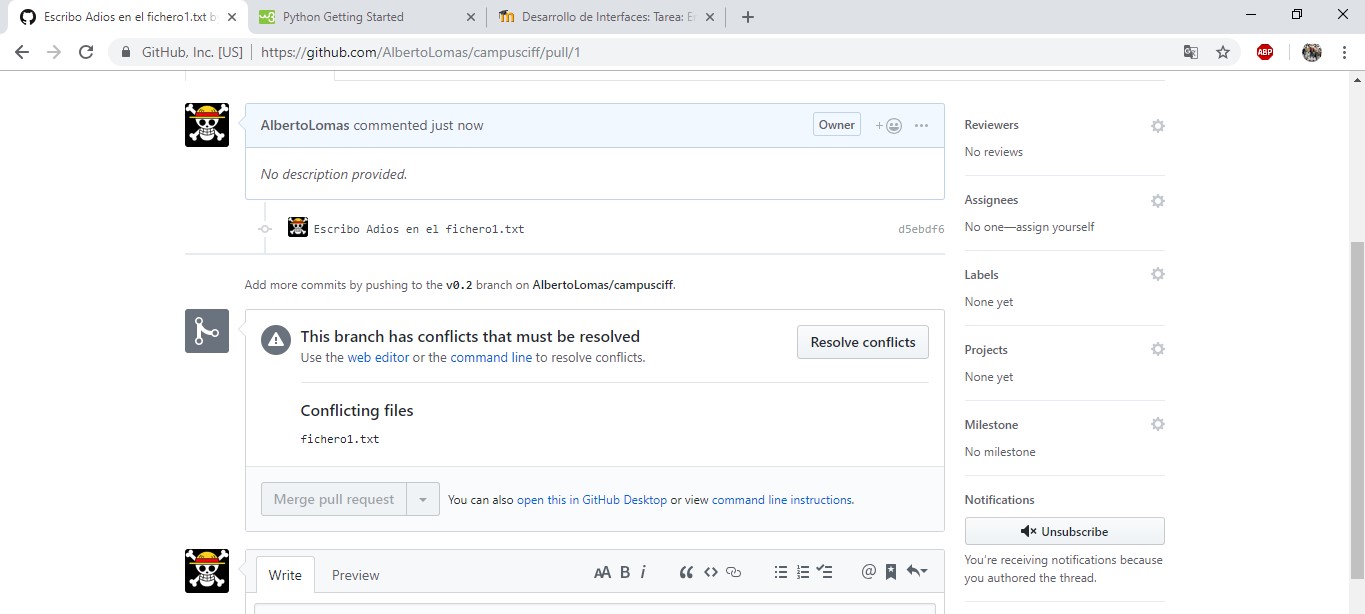 Escribo Adios en el fichero1.txt b
Python Getting Started
Desarrollo de Interfaces: Tarea: E
GitHub, Inc. [US]
https://github.com/AlbertoLomas/campusciff/pull/1
ABP
AlbertoLomas commented just now
Owner
No description provided.
Escribo Adios en el fichero1.txt
d5ebdf6
Add more commits by pushing to the v0.2 branch on AlbertoLomas/campusciff.
This branch has conflicts that must be resolved
Use the web editor or the command line to resolve conflicts.
Resolve conflicts
Conflicting files
fichero1.txt
Merge pull request
You can also open this in GitHub Desktop or view command line instructions.
Write
Preview
AA B i
Reviewers
No reviews
Assignees
No one—assign yourself
Labels
None yet
Projects
None yet
Milestone
No milestone
Notifications
Unsubscribe
You're receiving notifications because
you authored the thread.